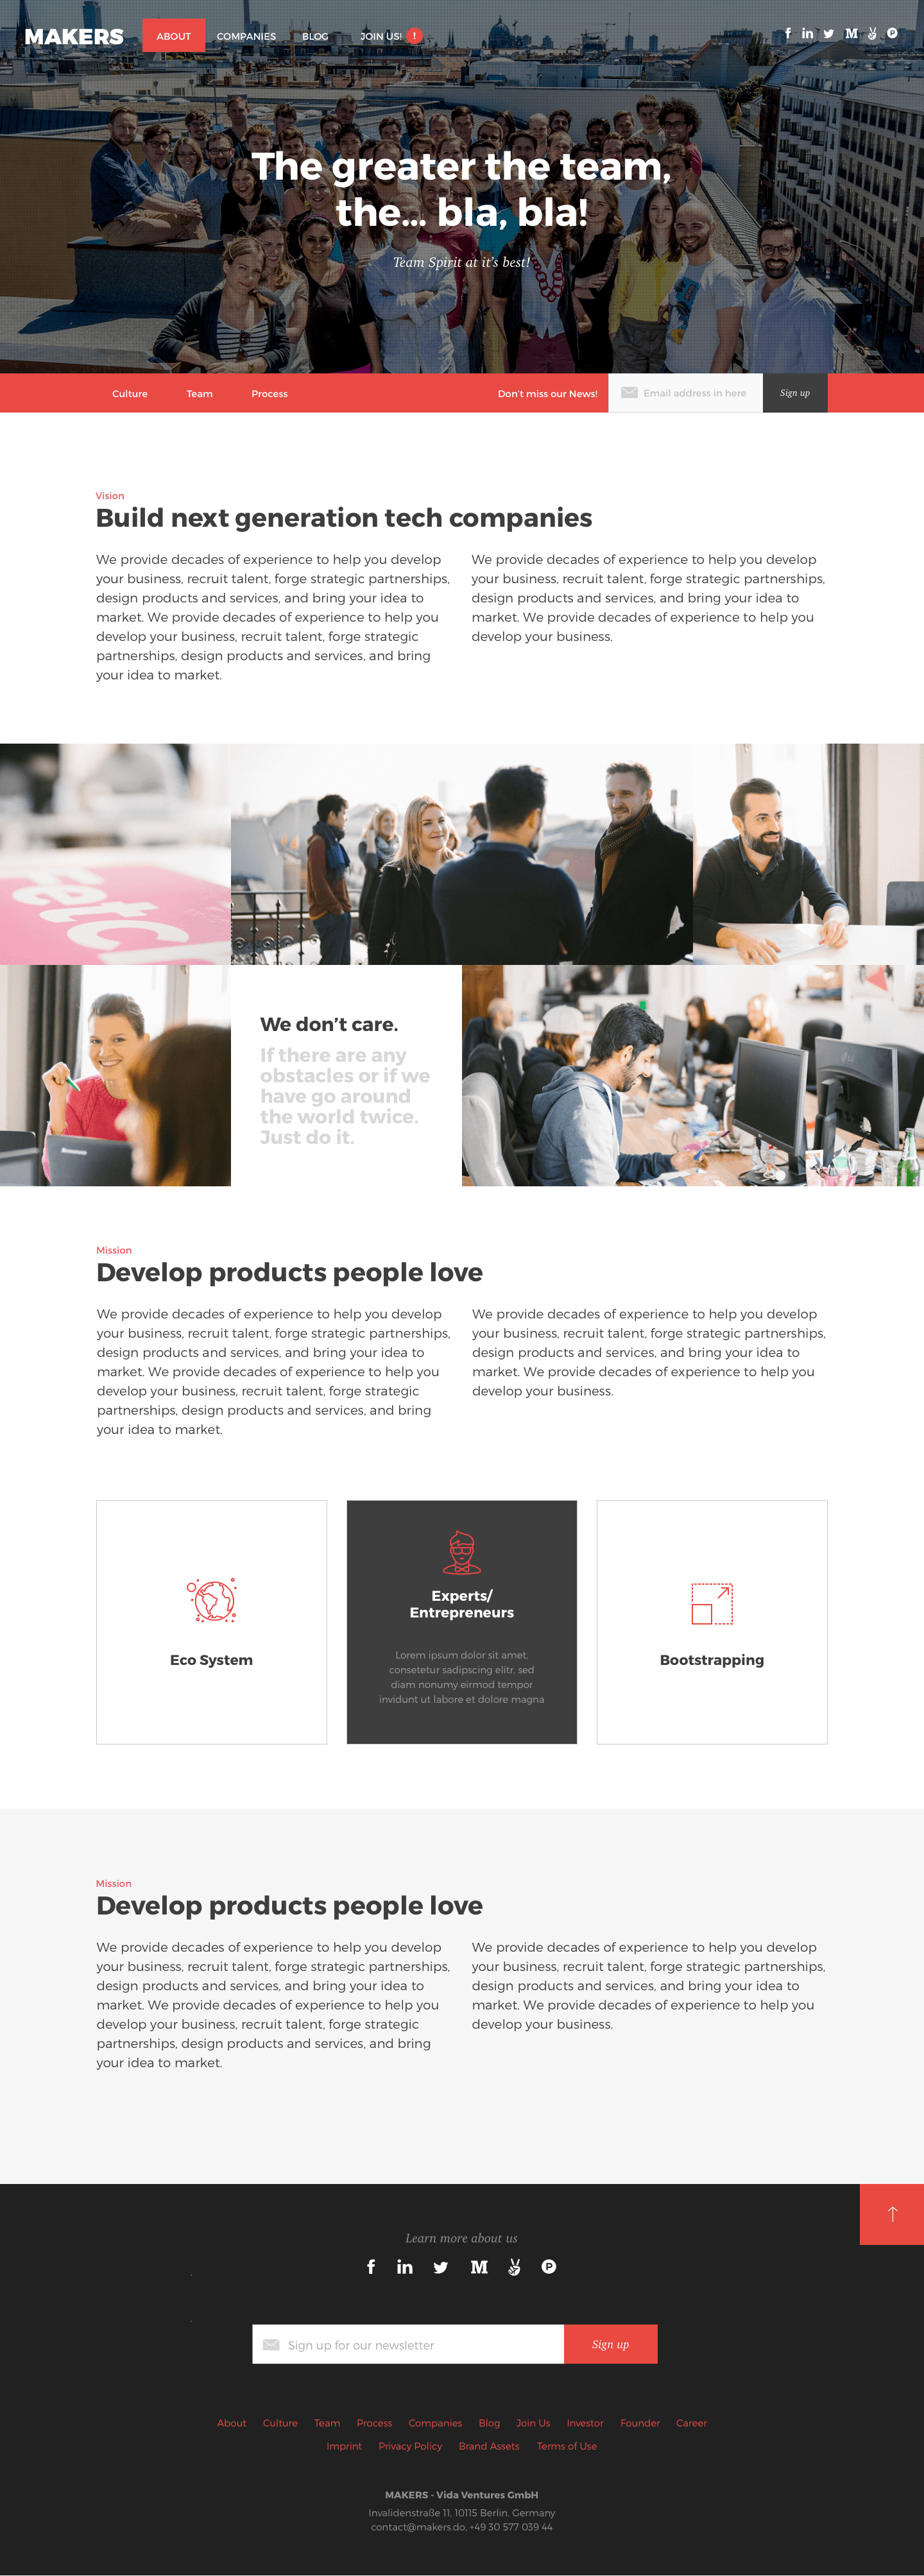 MAKERS
ABOUT COMPANIES BLOG JOIN US! !
The greater the team,
the... bla, bla!
Team Spirit at it's best!
Culture Team Process Don't miss our News! Email address in here Sign up
Vision
Build next generation tech companies
We provide decades of experience to help you develop
your business, recruit talent, forge strategic partnerships,
design products and services, and bring your idea to
market. We provide decades of experience to help you
develop your business, recruit talent, forge strategic
partnerships, design products and services, and bring
your idea to market.
We provide decades of experience to help you develop
your business, recruit talent, forge strategic partnerships,
design products and services, and bring your idea to
market. We provide decades of experience to help you
develop your business.
We don't care.
If there are any
obstacles or if we
have go around
the world twice.
Just do it.
Mission
Develop products people love
We provide decades of experience to help you develop
your business, recruit talent, forge strategic partnerships,
design products and services, and bring your idea to
market. We provide decades of experience to help you
develop your business, recruit talent, forge strategic
partnerships, design products and services, and bring
your idea to market.
We provide decades of experience to help you develop
your business, recruit talent, forge strategic partnerships,
design products and services, and bring your idea to
market. We provide decades of experience to help you
develop your business.
Eco System
Experts/
Entrepreneurs
Lorem ipsum dolor sit amet,
consetetur sadipscing elitr, sed
diam nonumy eirmod tempor
invidunt ut labore et dolore magna
Bootstrapping
Mission
Develop products people love
We provide decades of experience to help you develop
your business, recruit talent, forge strategic partnerships,
design products and services, and bring your idea to
market. We provide decades of experience to help you
develop your business, recruit talent, forge strategic
partnerships, design products and services, and bring
your idea to market.
We provide decades of experience to help you develop
your business, recruit talent, forge strategic partnerships,
design products and services, and bring your idea to
market. We provide decades of experience to help you
develop your business.
Learn more about us
Sign up for our newsletter Sign up
About Culture Team Process Companies Blog Join Us Investor Founder Career
Imprint Privacy Policy Brand Assets Terms of Use
MAKERS - Vida Ventures GmbH
Invalidenstraße 11, 10115 Berlin, Germany
contact@makers.do, +49 30 577 039 44